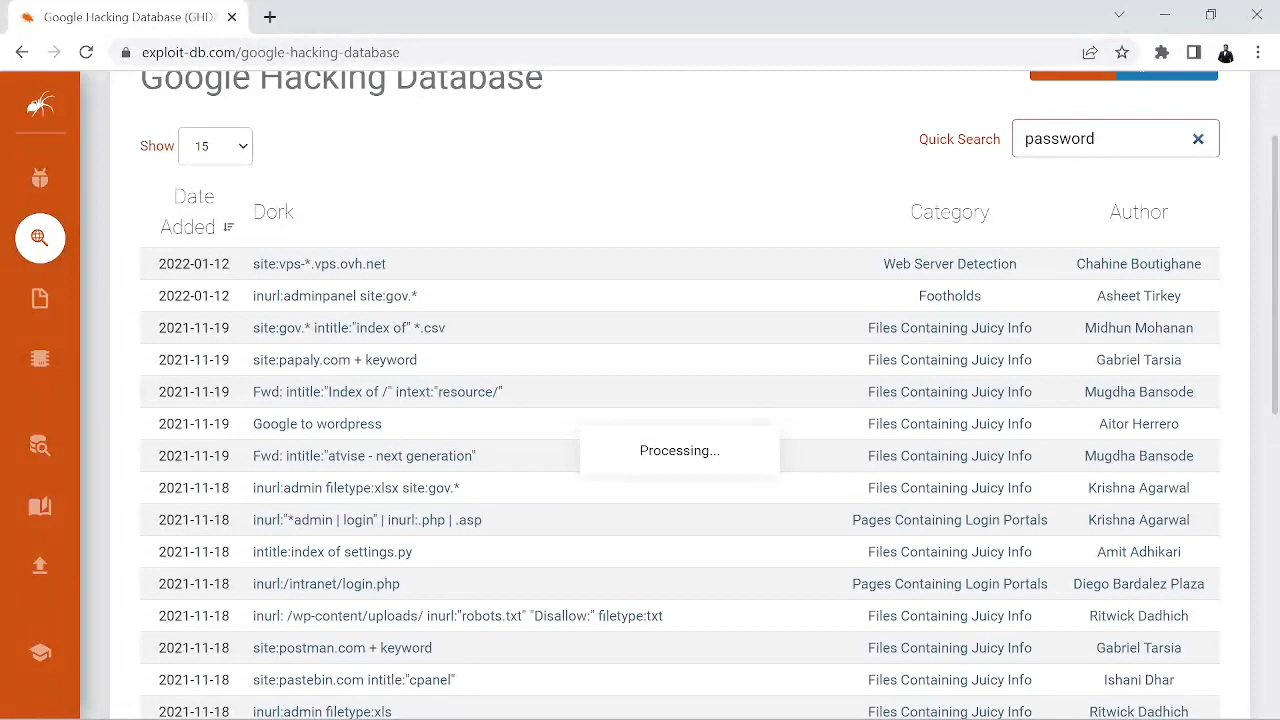 Google Hacking Database (GHD
exploit-db.com/google-hacking-database
Google Hacking Database
Show 15
Quick Search password
Date Added Dork Category Author
2022-01-12 site:vps-*.vps.ovh.net Web Server Detection Chahine Boutighane
2022-01-12 inurl:adminpanel site:gov.* Footholds Asheet Tirkey
2021-11-19 site:gov.* intitle:"index of" *.csv Files Containing Juicy Info Midhun Mohanan
2021-11-19 site:papaly.com + keyword Files Containing Juicy Info Gabriel Tarsia
2021-11-19 Fwd: intitle:"Index of /" intext:"resource/" Files Containing Juicy Info Mugdha Bansode
2021-11-19 Google to wordpress Files Containing Juicy Info Aitor Herrero
Processing...
2021-11-19 Fwd: intitle:"atvise - next generation" Files Containing Juicy Info Mugdha Bansode
2021-11-18 inurl:admin filetype:xlsx site:gov.* Files Containing Juicy Info Krishna Agarwal
2021-11-18 inurl:"*admin | login" | inurl:.php | .asp Pages Containing Login Portals Krishna Agarwal
2021-11-18 intitle:index of settings.py Files Containing Juicy Info Amit Adhikari
2021-11-18 inurl:/intranet/login.php Pages Containing Login Portals Diego Bardalez Plaza
2021-11-18 inurl: /wp-content/uploads/ inurl:"robots.txt" "Disallow:" filetype:txt Files Containing Juicy Info Ritwick Dadhich
2021-11-18 site:postman.com + keyword Files Containing Juicy Info Gabriel Tarsia
2021-11-18 site:pastebin.com intitle:"cpanel" Files Containing Juicy Info Ishani Dhar
2021-11-18 inurl:admin filetype:xls Files Containing Juicy Info Ritwick Dadhich